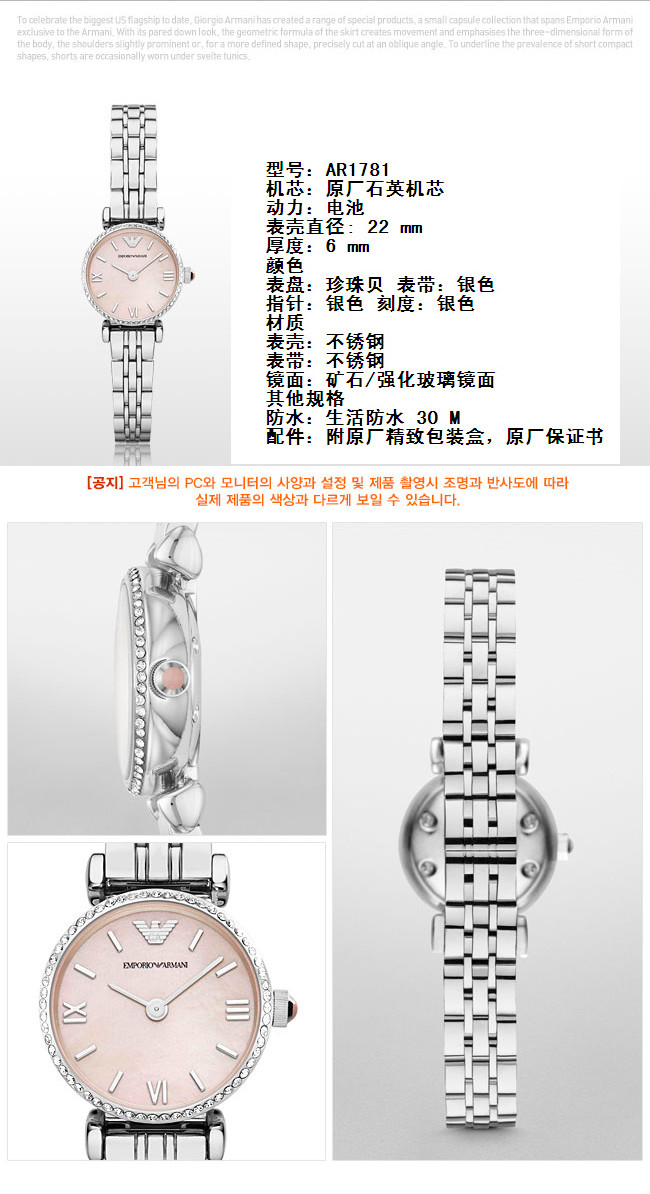 To celebrate the biggest US flagship to date, Giorgio Armani has created a range of special products, a small capsule collection that spans Emporio Armani
exclusive to the Armani. With its pared down look, the geometric formula of the skirt creates movement and emphasises the three-dimensional form of
the body, the shoulders slightly prominent or, for a more defined shape, precisely cut at an oblique angle. To underline the prevalence of short compact
shapes, shorts are occasionally worn under svelte tunics.
EMPORIO ARMANI
型号: AR1781
机芯: 原厂石英机芯
动力: 电池
表壳直径: 22 mm
厚度: 6 mm
颜色
表盘: 珍珠贝 表带: 银色
指针: 银色 刻度: 银色
材质
表壳: 不锈钢
表带: 不锈钢
镜面: 矿石/强化玻璃镜面
其他规格
防水: 生活防水 30 M
配件: 附原厂精致包装盒，原厂保证书
[공지] 고객님의 PC와 모니터의 사양과 설정 및 제품 촬영시 조명과 반사도에 따라
실제 제품의 색상과 다르게 보일 수 있습니다.
EMPORIO ARMANI